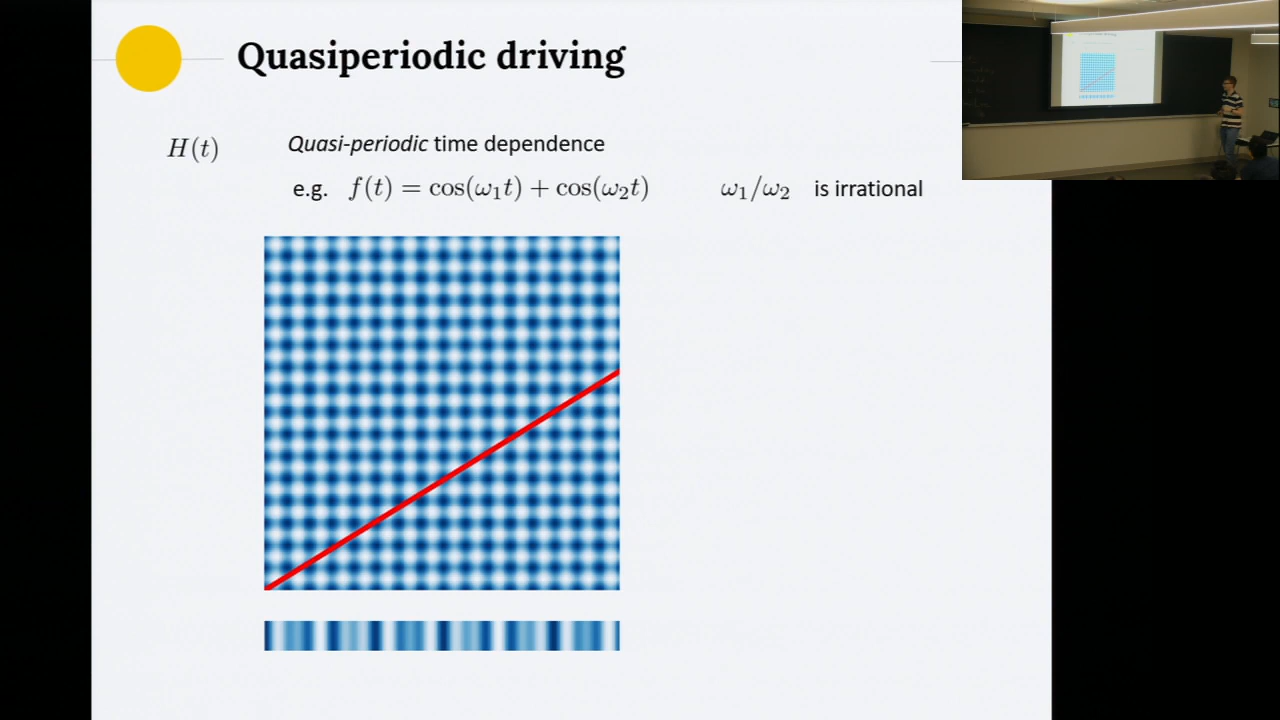 Quasiperiodic driving
H(t) Quasi-periodic time dependence
e.g. f(t) = cos(ω₁t) + cos(ω₂t) ω₁/ω₂ is irrational